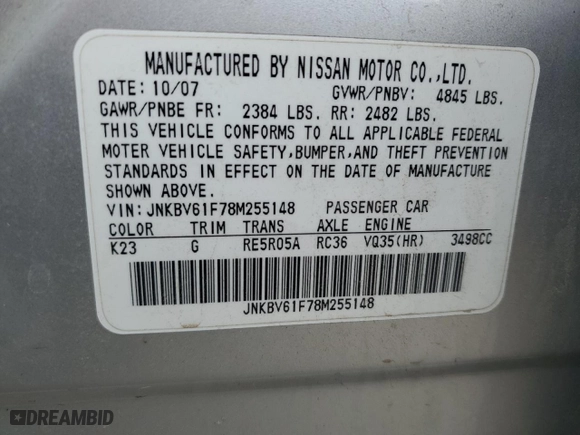 MANUFACTURED BY NISSAN MOTOR CO.,LTD.
DATE: 10/07 GVWR/PNBV: 4845 LBS.
GAWR/PNBE FR: 2384 LBS. RR: 2482 LBS.
THIS VEHICLE CONFORMS TO ALL APPLICABLE FEDERAL
MOTOR VEHICLE SAFETY,BUMPER,AND THEFT PREVENTION
STANDARDS IN EFFECT ON THE DATE OF MANUFACTURE
SHOWN ABOVE.
VIN: JNKBV61F78M255148 PASSENGER CAR
COLOR TRIM TRANS AXLE ENGINE
K23 G RE5R05A RC36 VQ35(HR) 3498CC
JNKBV61F78M255148
DREAMBID